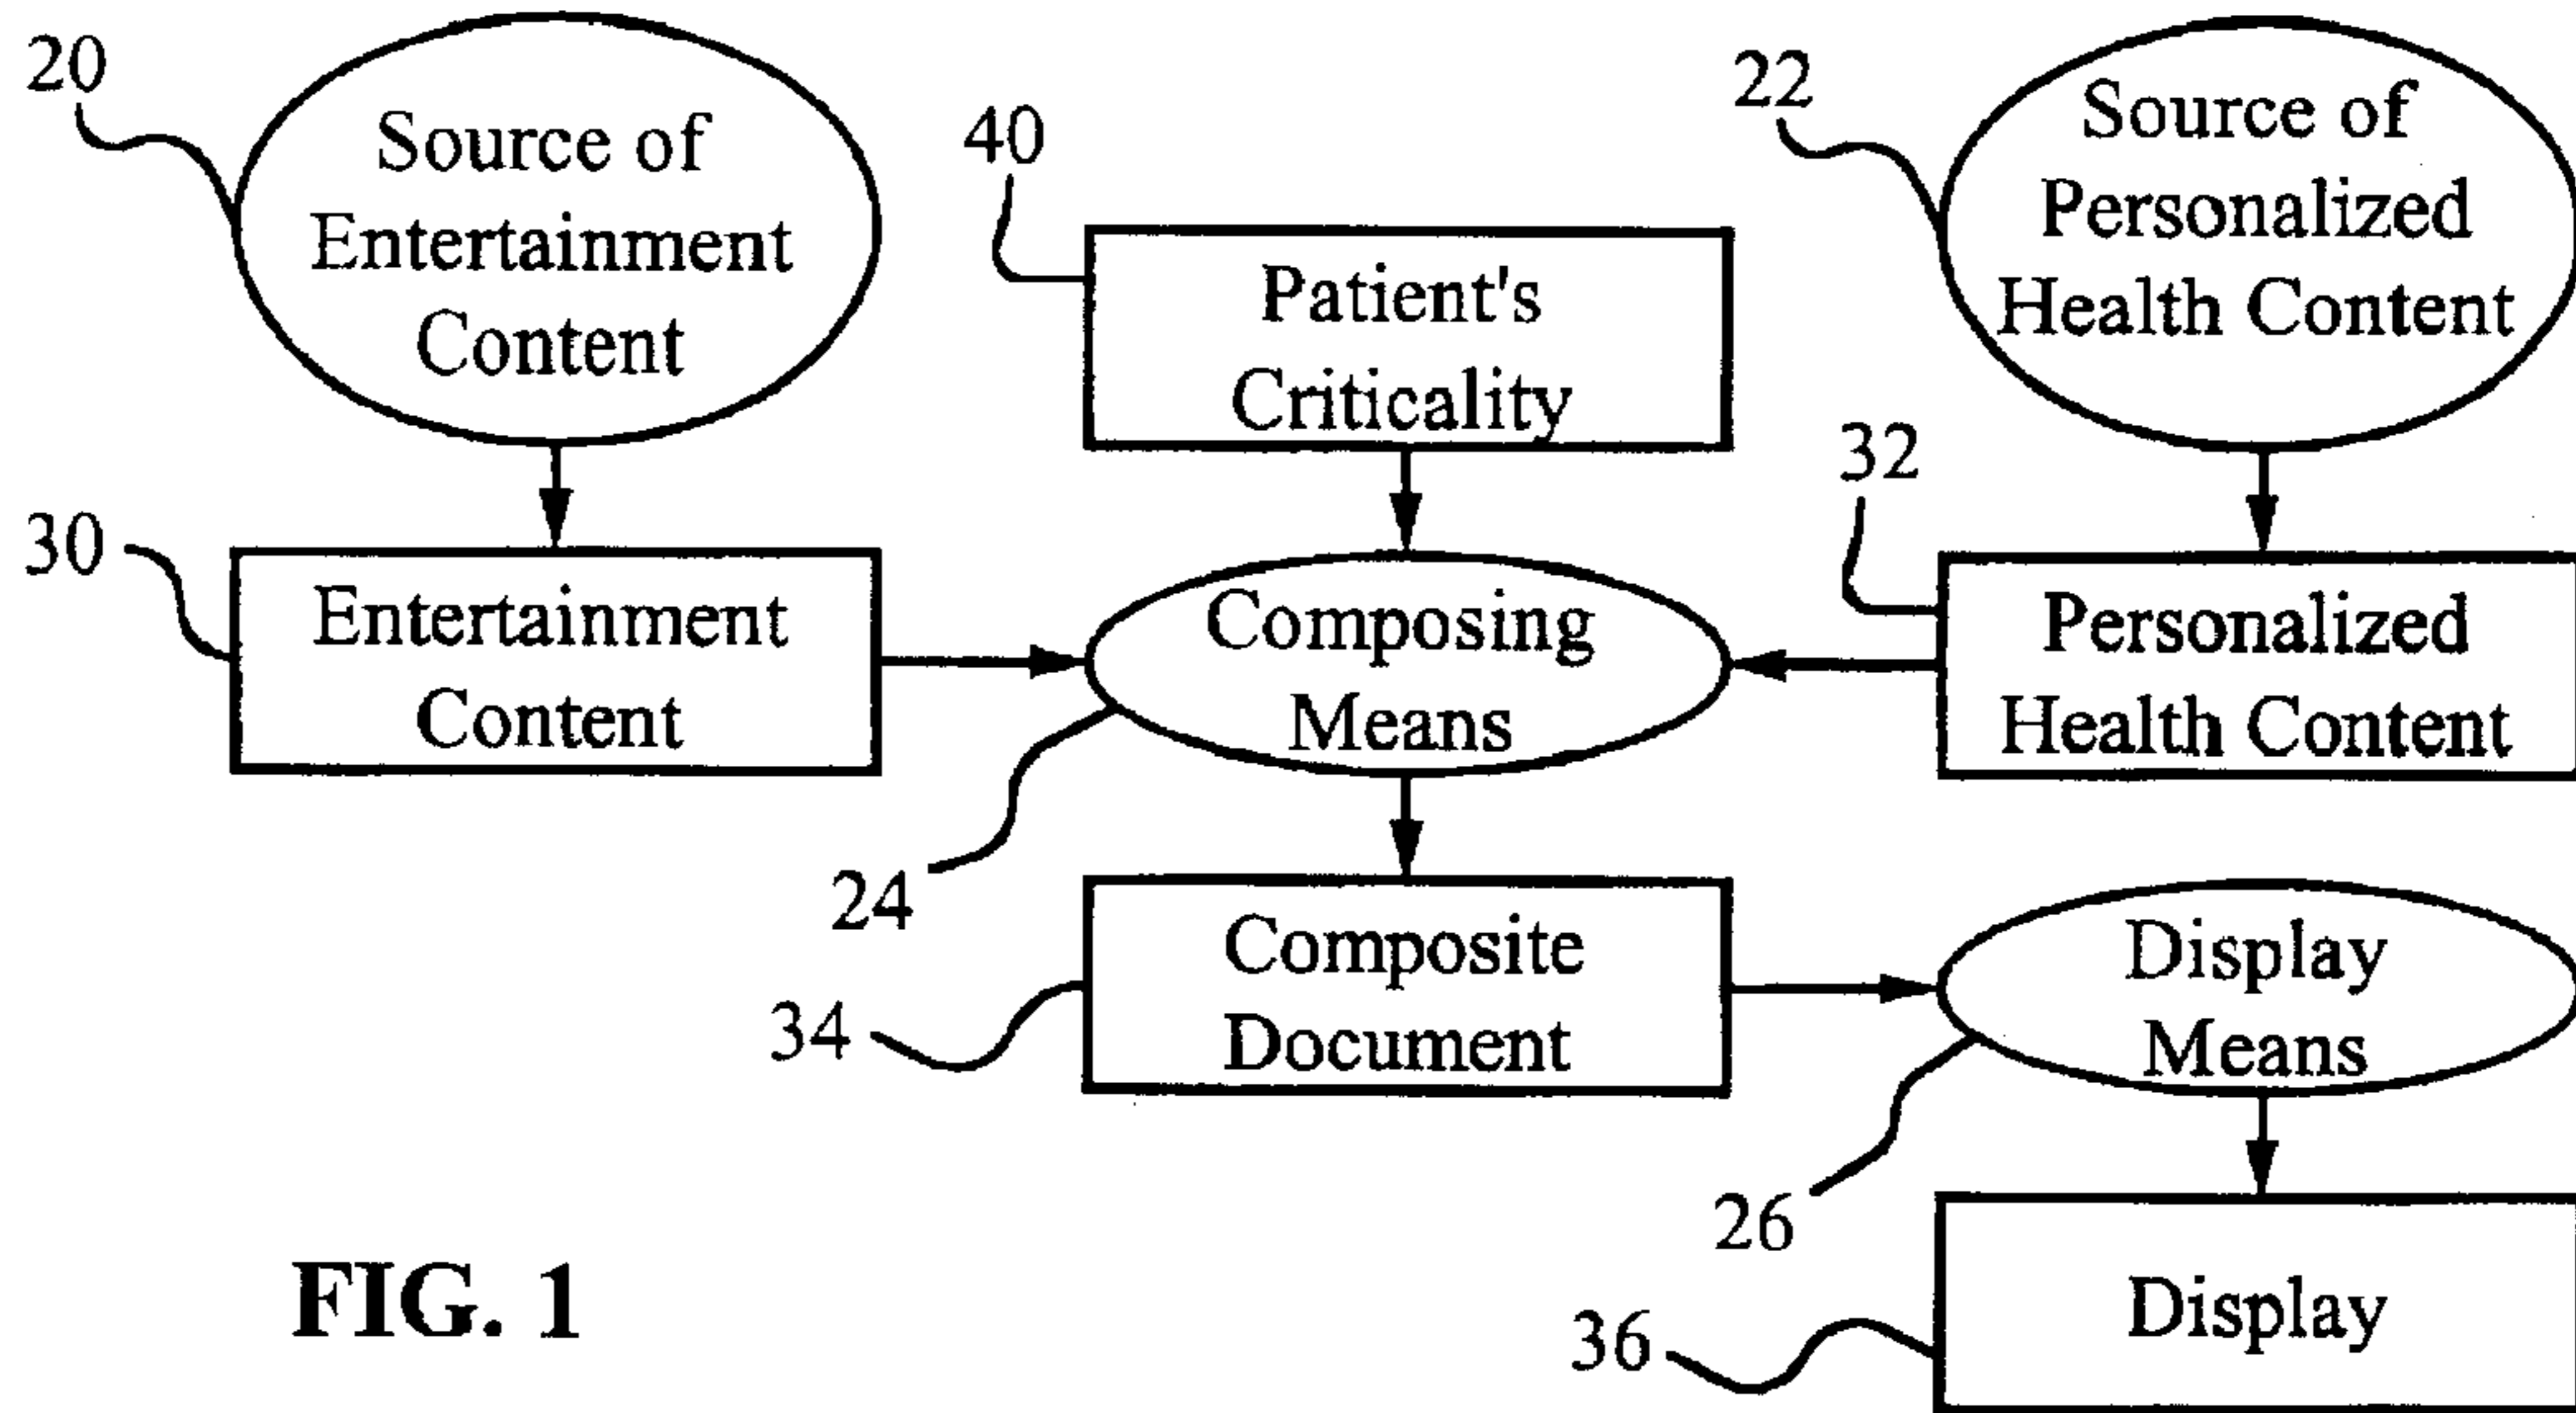 20
Source of
Entertainment
Content
40
Patient's
Criticality
22
Source of
Personalized
Health Content
30
Entertainment
Content
Composing
Means
24
32
Personalized
Health Content
34
Composite
Document
Display
Means
26
36
Display
FIG. 1